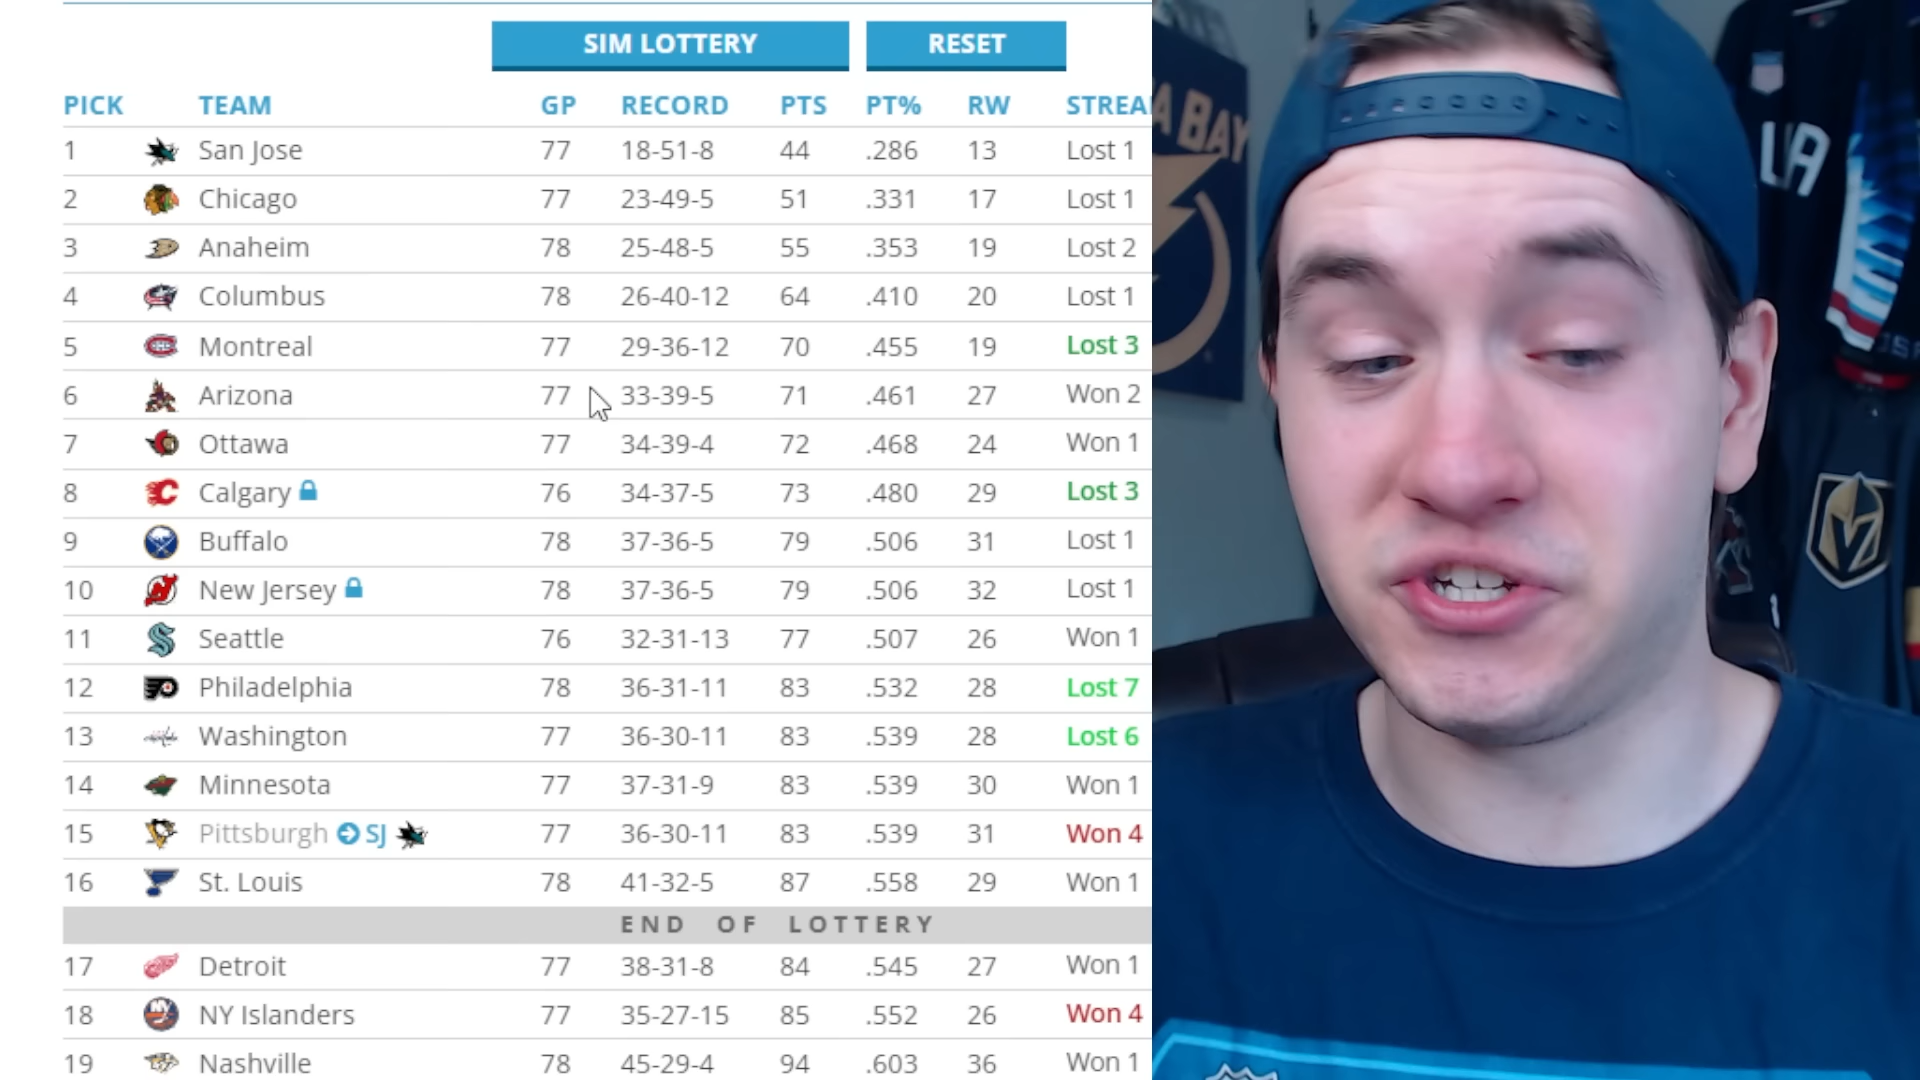 SIM LOTTERY RESET
PICK TEAM GP RECORD PTS PT% RW STREA
1 San Jose 77 18-51-8 44 .286 13 Lost 1
2 Chicago 77 23-49-5 51 .331 17 Lost 1
3 Anaheim 78 25-48-5 55 .353 19 Lost 2
4 Columbus 78 26-40-12 64 .410 20 Lost 1
5 Montreal 77 29-36-12 70 .455 19 Lost 3
6 Arizona 77 33-39-5 71 .461 27 Won 2
7 Ottawa 77 34-39-4 72 .468 24 Won 1
8 Calgary 76 34-37-5 73 .480 29 Lost 3
9 Buffalo 78 37-36-5 79 .506 31 Lost 1
10 New Jersey 78 37-36-5 79 .506 32 Lost 1
11 Seattle 76 32-31-13 77 .507 26 Won 1
12 Philadelphia 78 36-31-11 83 .532 28 Lost 7
13 Washington 77 36-30-11 83 .539 28 Lost 6
14 Minnesota 77 37-31-9 83 .539 30 Won 1
15 Pittsburgh SJ 77 36-30-11 83 .539 31 Won 4
16 St. Louis 78 41-32-5 87 .558 29 Won 1
END OF LOTTERY
17 Detroit 77 38-31-8 84 .545 27 Won 1
18 NY Islanders 77 35-27-15 85 .552 26 Won 4
19 Nashville 78 45-29-4 94 .603 36 Won 1
A BAY